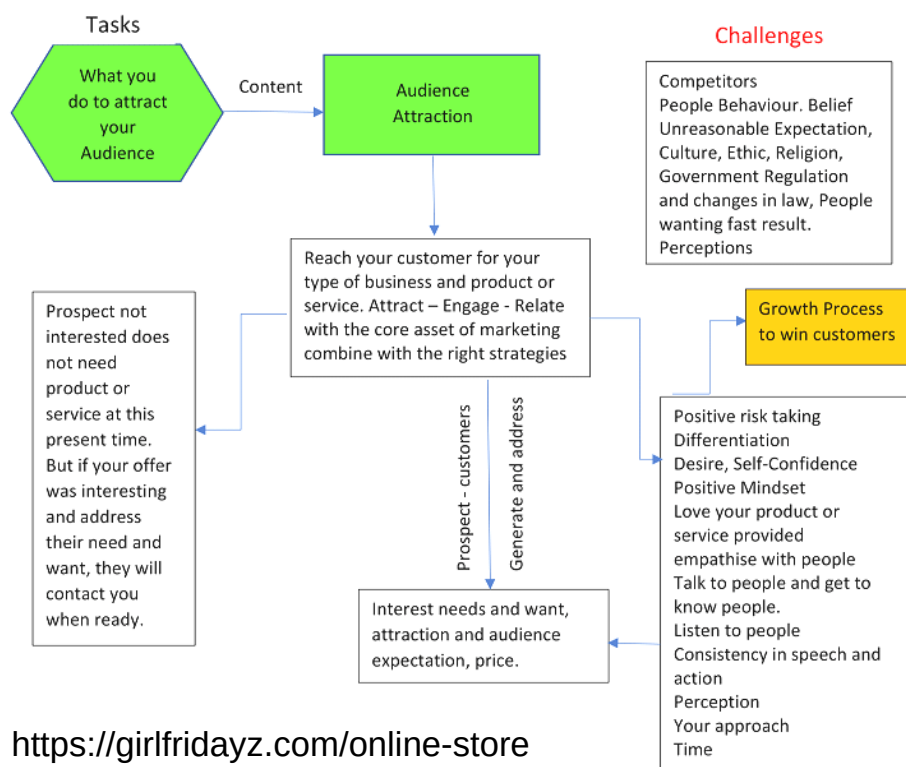 Tasks
What you
do to attract
your
Audience
Content
Audience
Attraction
Challenges
Competitors
People Behaviour. Belief
Unreasonable Expectation,
Culture, Ethic, Religion,
Government Regulation
and changes in law, People
wanting fast result.
Perceptions
Reach your customer for your
type of business and product or
service. Attract – Engage - Relate
with the core asset of marketing
combine with the right strategies
Prospect not
interested does
not need
product or
service at this
present time.
But if your offer
was interesting
and address
their need and
want, they will
contact you
when ready.
Growth Process
to win customers
Prospect - customers
Generate and address
Positive risk taking
Differentiation
Desire, Self-Confidence
Positive Mindset
Love your product or
service provided
empathise with people
Talk to people and get to
know people.
Listen to people
Consistency in speech and
action
Perception
Your approach
Time
Interest needs and want,
attraction and audience
expectation, price.
https://girlfridayz.com/online-store